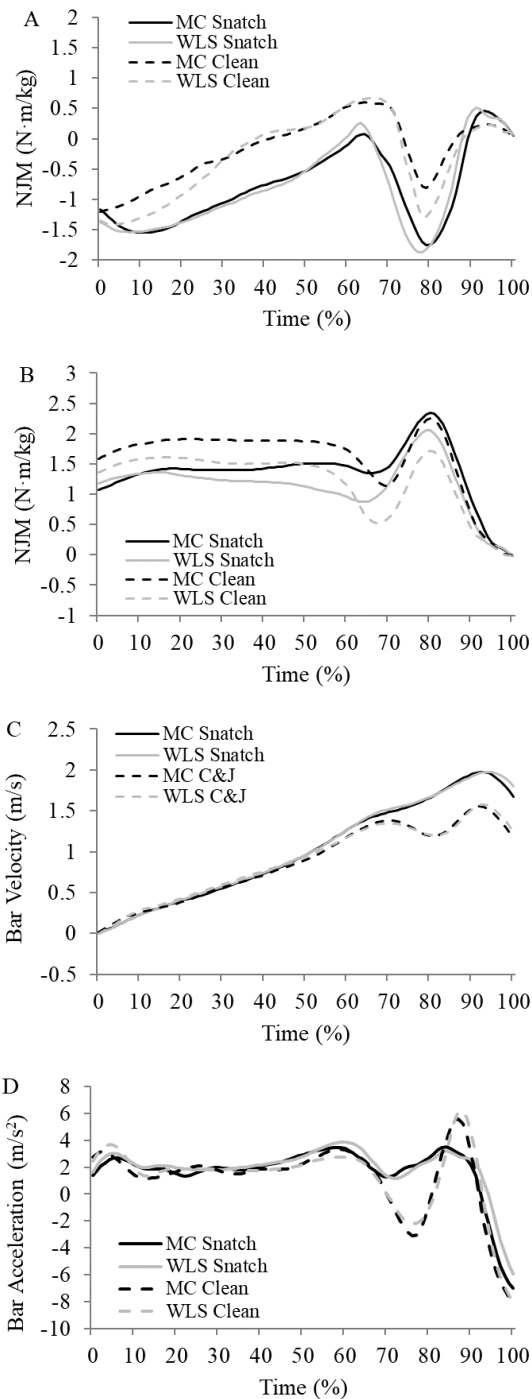 A
2
MC Snatch
1.5
WLS Snatch
1
MC Clean
WLS Clean
0.5
0
-0.5
-1
-1.5
-2
NJM (N·m/kg)
0 10 20 30 40 50 60 70 80 90 100
Time (%)
B
3
2.5
2
1.5
1
0.5
0
-0.5
-1
NJM (N·m/kg)
MC Snatch
WLS Snatch
MC Clean
WLS Clean
0 10 20 30 40 50 60 70 80 90 100
Time (%)
C
2.5
2
1.5
1
0.5
0
-0.5
Bar Velocity (m/s)
MC Snatch
WLS Snatch
MC C&J
WLS C&J
0 10 20 30 40 50 60 70 80 90 100
Time (%)
D
8
6
4
2
0
-2
-4
-6
-8
-10
Bar Acceleration (m/s²)
MC Snatch
WLS Snatch
MC Clean
WLS Clean
0 10 20 30 40 50 60 70 80 90 100
Time (%)